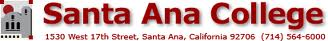 Santa Ana College
1530 West 17th Street, Santa Ana, California 92706 (714) 564-6000